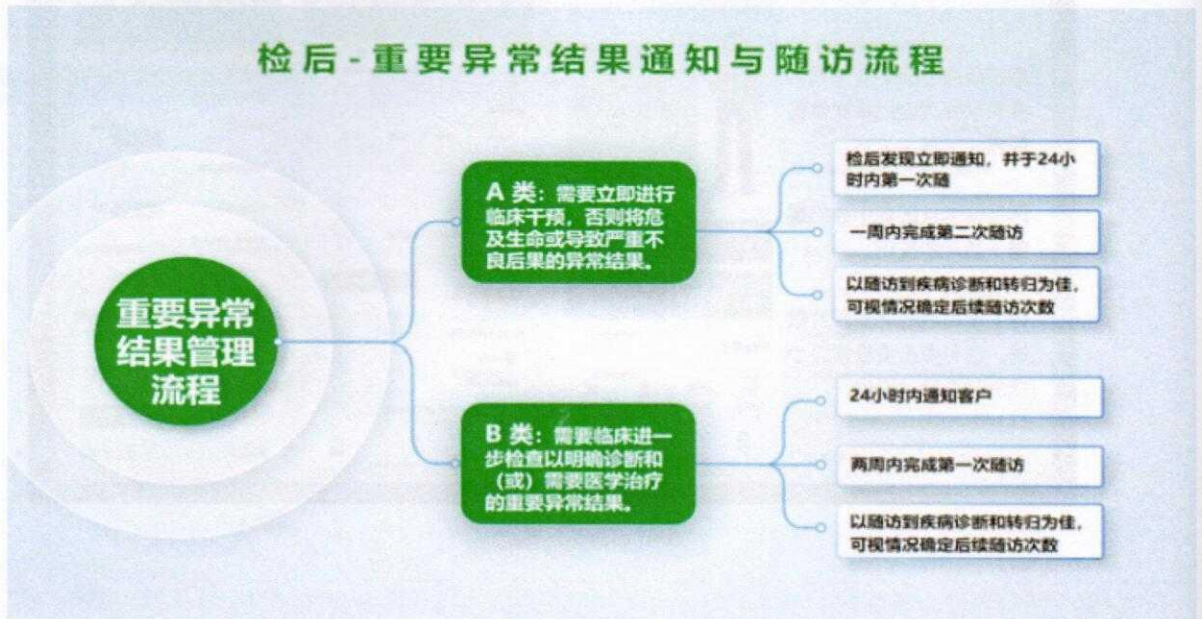 检后-重要异常结果通知与随访流程
重要异常
结果管理
流程
A 类：需要立即进行
临床干预，否则将危
及生命或导致严重不
良后果的异常结果。
检后发现立即通知，并于24小
时内第一次随
一周内完成第二次随访
以随访到疾病诊断和转归为佳，
可视情况确定后续随访次数
B 类：需要临床进一
步检查以明确诊断和
（或）需要医学治疗
的重要异常结果。
24小时内通知客户
两周内完成第一次随访
以随访到疾病诊断和转归为佳，
可视情况确定后续随访次数